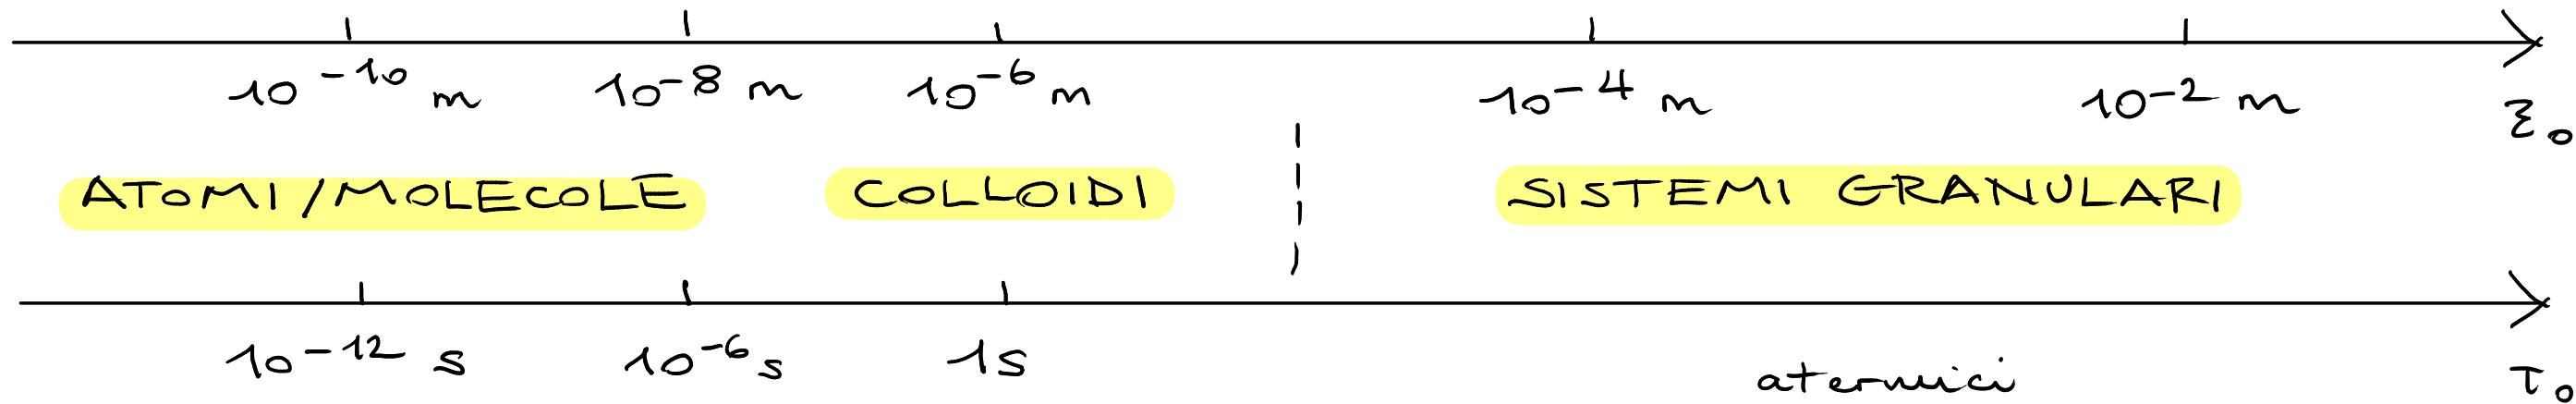 10⁻¹⁰ m 10⁻⁸ m 10⁻⁶ m 10⁻⁴ m 10⁻² m ξ₀
ATOMI/MOLECOLE COLLOIDI SISTEMI GRANULARI
10⁻¹² s 10⁻⁶ s 1s atermici τ₀